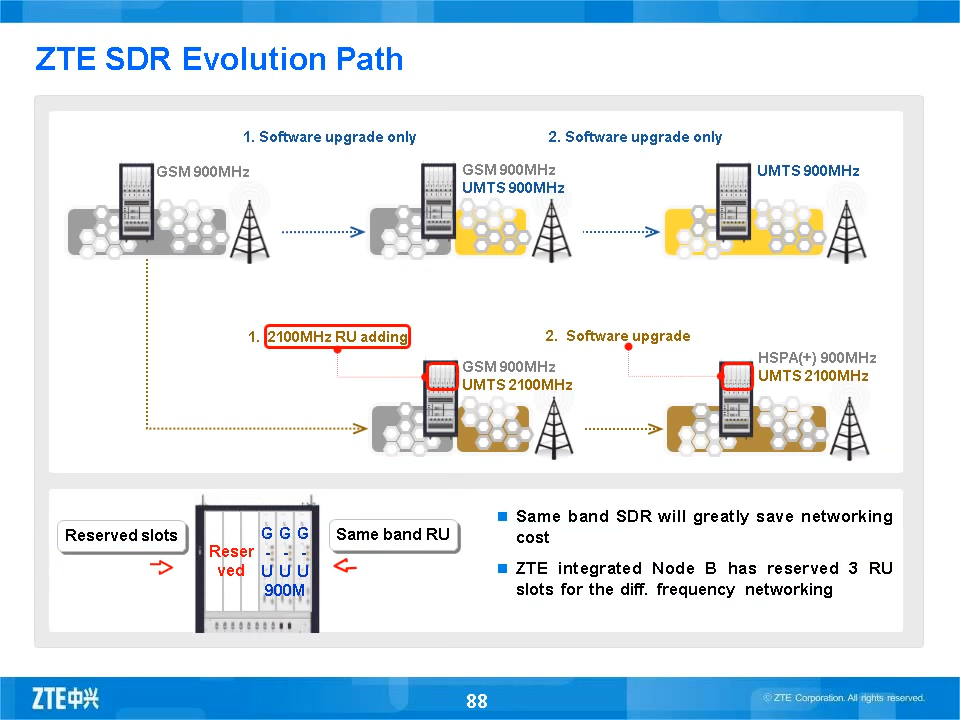 ZTE SDR Evolution Path
1. Software upgrade only
2. Software upgrade only
GSM 900MHz
GSM 900MHz
UMTS 900MHz
UMTS 900MHz
1. 2100MHz RU adding
2. Software upgrade
GSM 900MHz
UMTS 2100MHz
HSPA(+) 900MHz
UMTS 2100MHz
Reserved slots
Reser
ved
G G G
- - -
U U U
900M
Same band RU
Same band SDR will greatly save networking
cost
ZTE integrated Node B has reserved 3 RU
slots for the diff. frequency networking
ZTE中兴
88
© ZTE Corporation. All rights reserved.